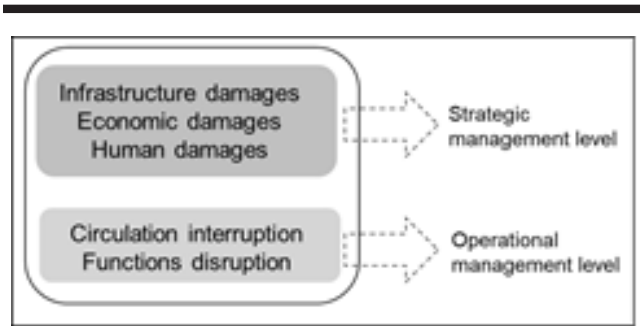 Infrastructure damages
Economic damages
Human damages
Strategic
management level
Circulation interruption
Functions disruption
Operational
management level